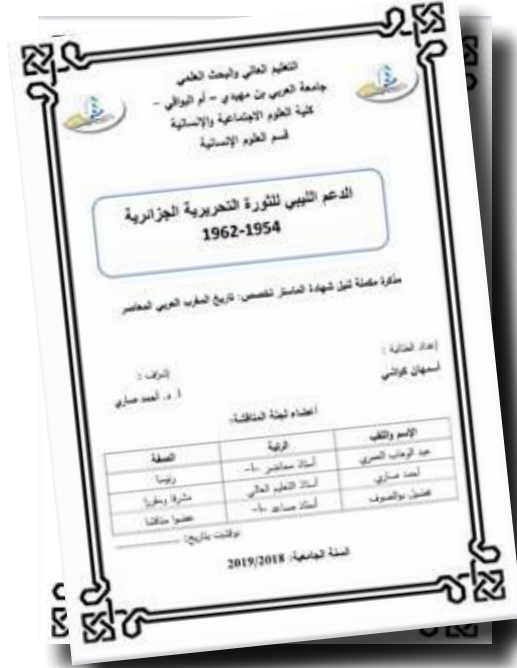 التعليم العالي والبحث العلمي
جامعة العربي بن مهيدي – أم البواقي –
كلية العلوم الاجتماعية والإنسانية
قسم العلوم الإنسانية
الدعم الليبي للثورة التحريرية الجزائرية
1954-1962
مذكرة مكملة لنيل شهادة الماستر تخصص: تاريخ المغرب العربي المعاصر
إعداد الطالبة : إشراف :
أسمهان كواشي أ. د. أحمد صاري
أعضاء لجنة المناقشة:
الإسم واللقب الرتبة الصفة
عبد الوهاب العمري أستاذ محاضر -أ- رئيسا
أحمد صاري أستاذ التعليم العالي مشرفا ومقررا
فضيل بوالصوف أستاذ مساعد -أ- عضوا مناقشا
نوقشت بتاريخ:
السنة الجامعية: 2019/2018